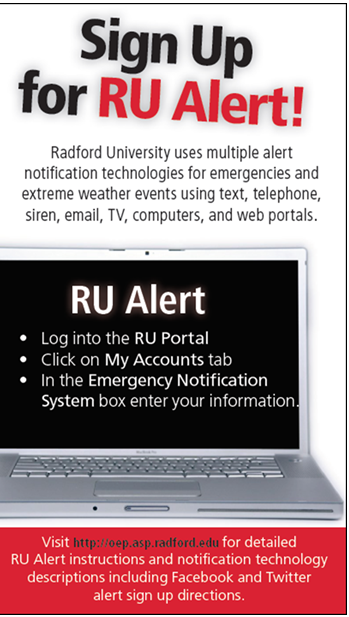 Sign Up
for RU Alert!
Radford University uses multiple alert
notification technologies for emergencies and
extreme weather events using text, telephone,
siren, email, TV, computers, and web portals.
RU Alert
• Log into the RU Portal
• Click on My Accounts tab
• In the Emergency Notification
System box enter your information.
Visit http://oep.asp.radford.edu for detailed
RU Alert instructions and notification technology
descriptions including Facebook and Twitter
alert sign up directions.